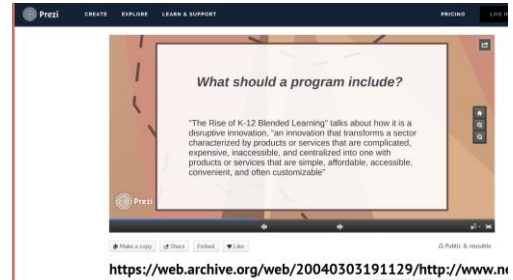 Prezi CREATE EXPLORE LEARN & SUPPORT PRICING LOG IN
What should a program include?
"The Rise of K-12 Blended Learning" talks about how it is a
disruptive innovation, "an innovation that transforms a sector
characterized by products or services that are complicated,
expensive, inaccessible, and centralized into one with
products or services that are simple, affordable, accessible,
convenient, and often customizable"
Prezi
Make a copy Share Embed Like Public & reusable
https://web.archive.org/web/20040303191129/http://www.ne